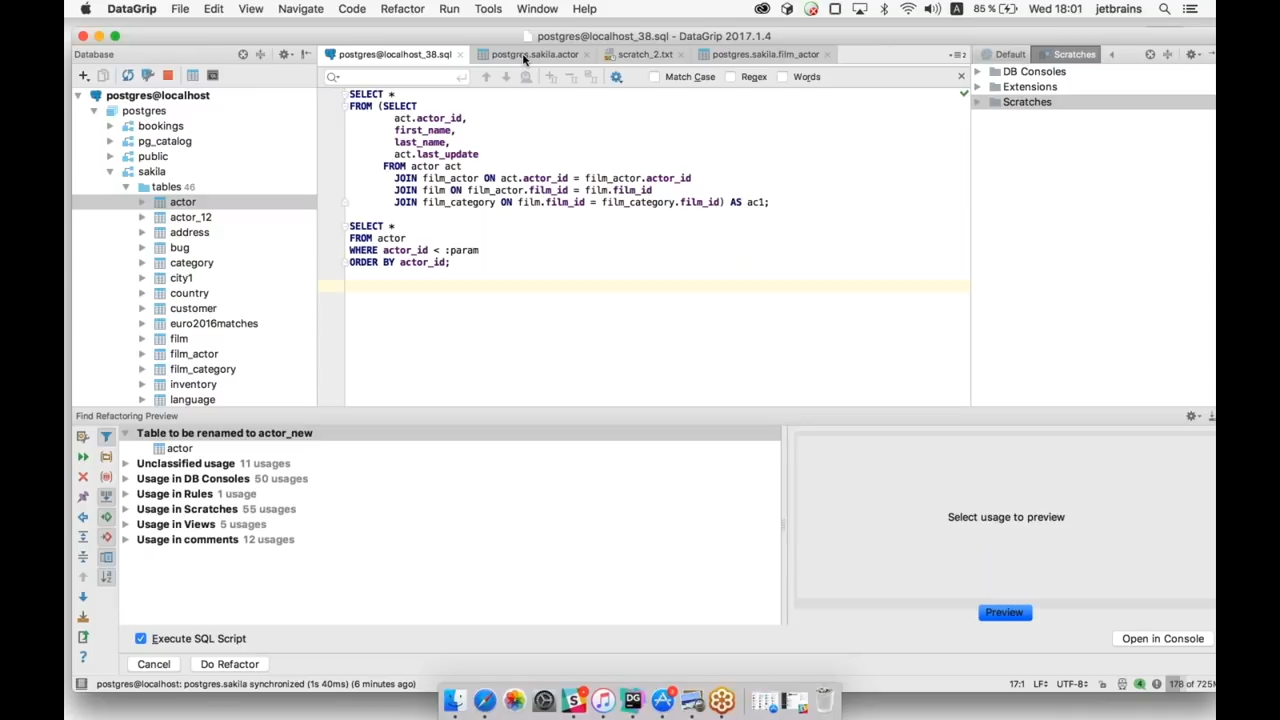 DataGrip File Edit View Navigate Code Refactor Run Tools Window Help 85 % Wed 18:01 jetbrains
postgres@localhost_38.sql - DataGrip 2017.1.4
Database
postgres@localhost_38.sql postgres.sakila.actor scratch_2.txt postgres.sakila.film_actor
Default Scratches
Match Case Regex Words
DB Consoles
Extensions
Scratches
postgres@localhost
postgres
bookings
pg_catalog
public
sakila
tables 46
actor
actor_12
address
bug
category
city1
country
customer
euro2016matches
film
film_actor
film_category
inventory
language
SELECT *
FROM (SELECT
act.actor_id,
first_name,
last_name,
act.last_update
FROM actor act
JOIN film_actor ON act.actor_id = film_actor.actor_id
JOIN film ON film_actor.film_id = film.film_id
JOIN film_category ON film.film_id = film_category.film_id) AS ac1;
SELECT *
FROM actor
WHERE actor_id < :param
ORDER BY actor_id;
Find Refactoring Preview
Table to be renamed to actor_new
actor
Unclassified usage 11 usages
Usage in DB Consoles 50 usages
Usage in Rules 1 usage
Usage in Scratches 55 usages
Usage in Views 5 usages
Usage in comments 12 usages
Select usage to preview
Preview
Execute SQL Script
Open in Console
Cancel Do Refactor
postgres@localhost: postgres.sakila synchronized (1s 40ms) (6 minutes ago)
17:1 LF÷ UTF-8÷ 178 of 725M